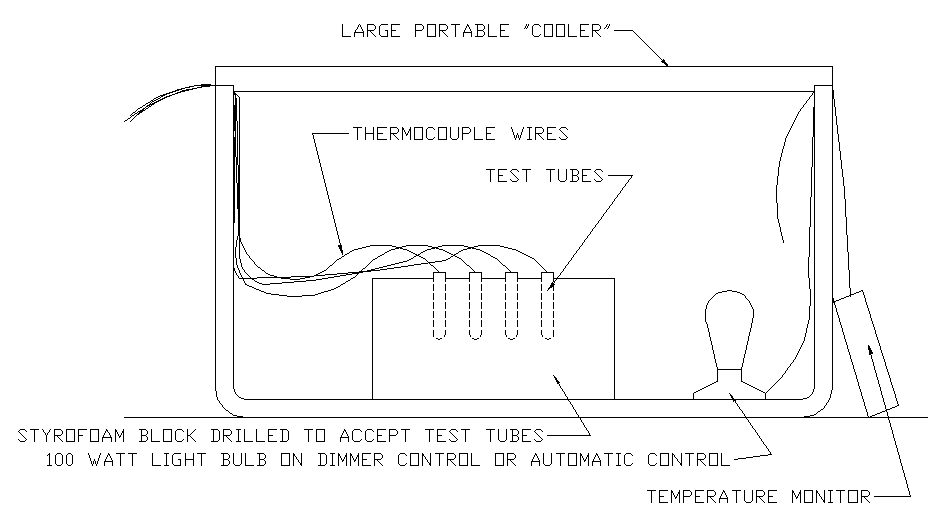 LARGE PORTABLE "COOLER"
THERMOCOUPLE WIRES
TEST TUBES
STYROFOAM BLOCK DRILLED TO ACCEPT TEST TUBES
100 WATT LIGHT BULB ON DIMMER CONTROL OR AUTOMATIC CONTROL
TEMPERATURE MONITOR